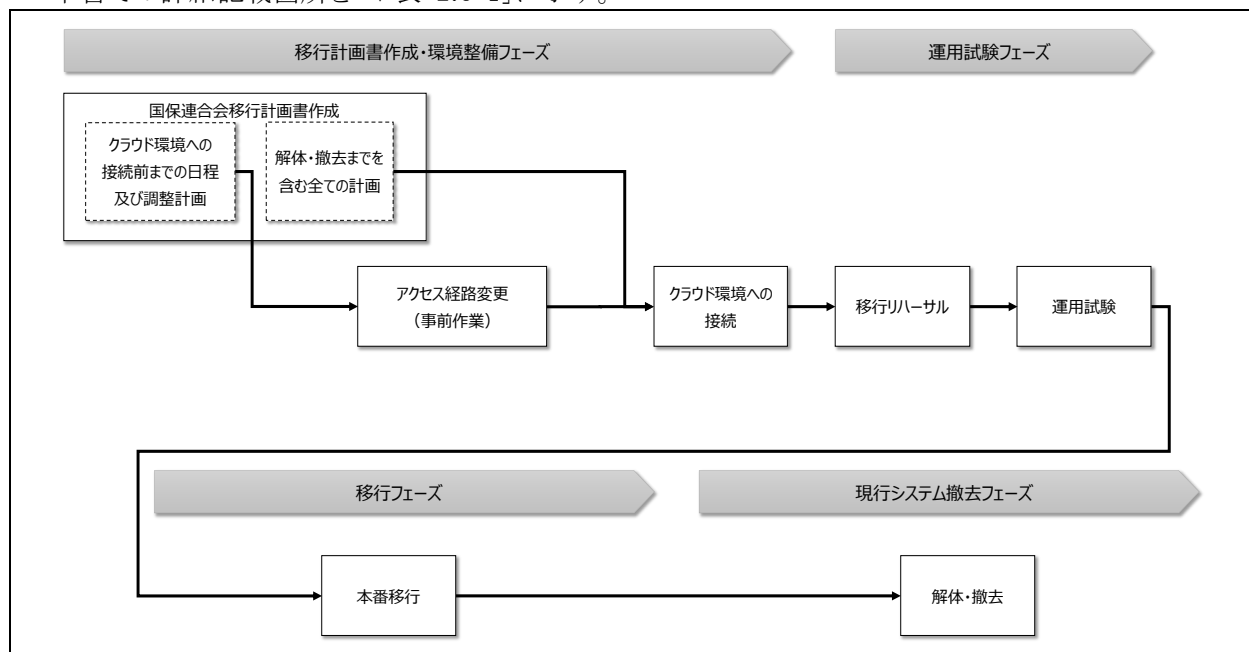 移行計画書作成・環境整備フェーズ
運用試験フェーズ
国保連合会移行計画書作成
クラウド環境への
接続前までの日程
及び調整計画
解体・撤去までを
含む全ての計画
アクセス経路変更
（事前作業）
クラウド環境への
接続
移行リハーサル
運用試験
移行フェーズ
現行システム撤去フェーズ
本番移行
解体・撤去